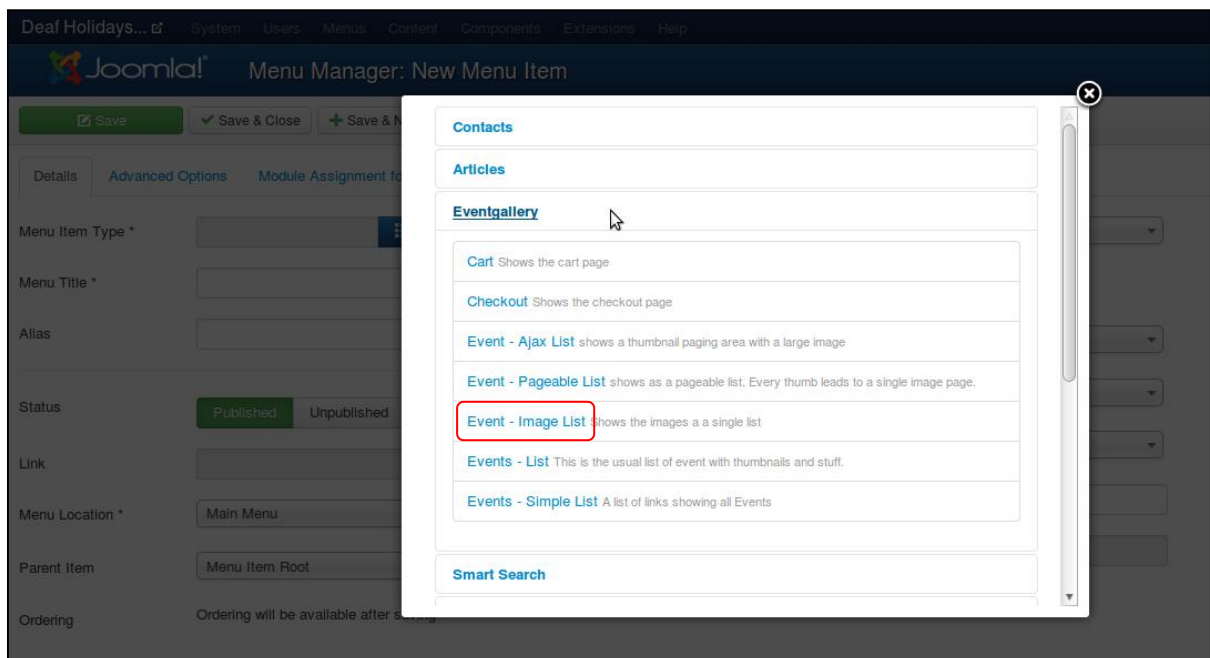 Deaf Holidays... System Users Menus Content Components Extensions Help
Joomla! Menu Manager: New Menu Item
Save Save & Close Save & N
Details Advanced Options Module Assignment fo
Menu Item Type *
Menu Title *
Alias
Status Published Unpublished
Link
Menu Location * Main Menu
Parent Item Menu Item Root
Ordering Ordering will be available after saving
Contacts
Articles
Eventgallery
Cart Shows the cart page
Checkout Shows the checkout page
Event - Ajax List shows a thumbnail paging area with a large image
Event - Pageable List shows as a pageable list. Every thumb leads to a single image page.
Event - Image List Shows the images a a single list
Events - List This is the usual list of event with thumbnails and stuff.
Events - Simple List A list of links showing all Events
Smart Search